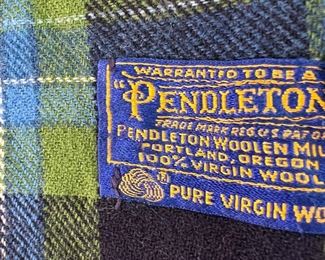 WARRANTED TO BE A
"PENDLETON
TRADE MARK REG. U.S. PAT. OF
PENDLETON WOOLEN MIL
PORTLAND, OREGON
100% VIRGIN WOOL
® PURE VIRGIN WO